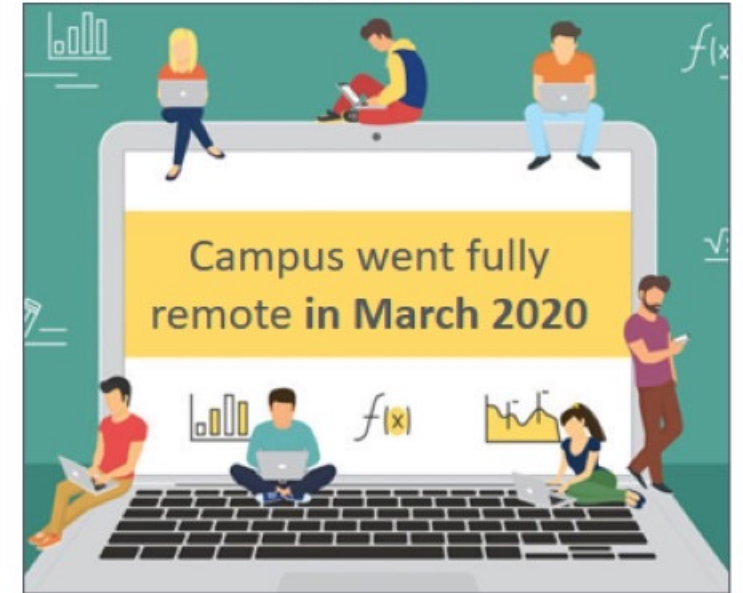 f(x
√
Campus went fully
remote in March 2020
f(x)